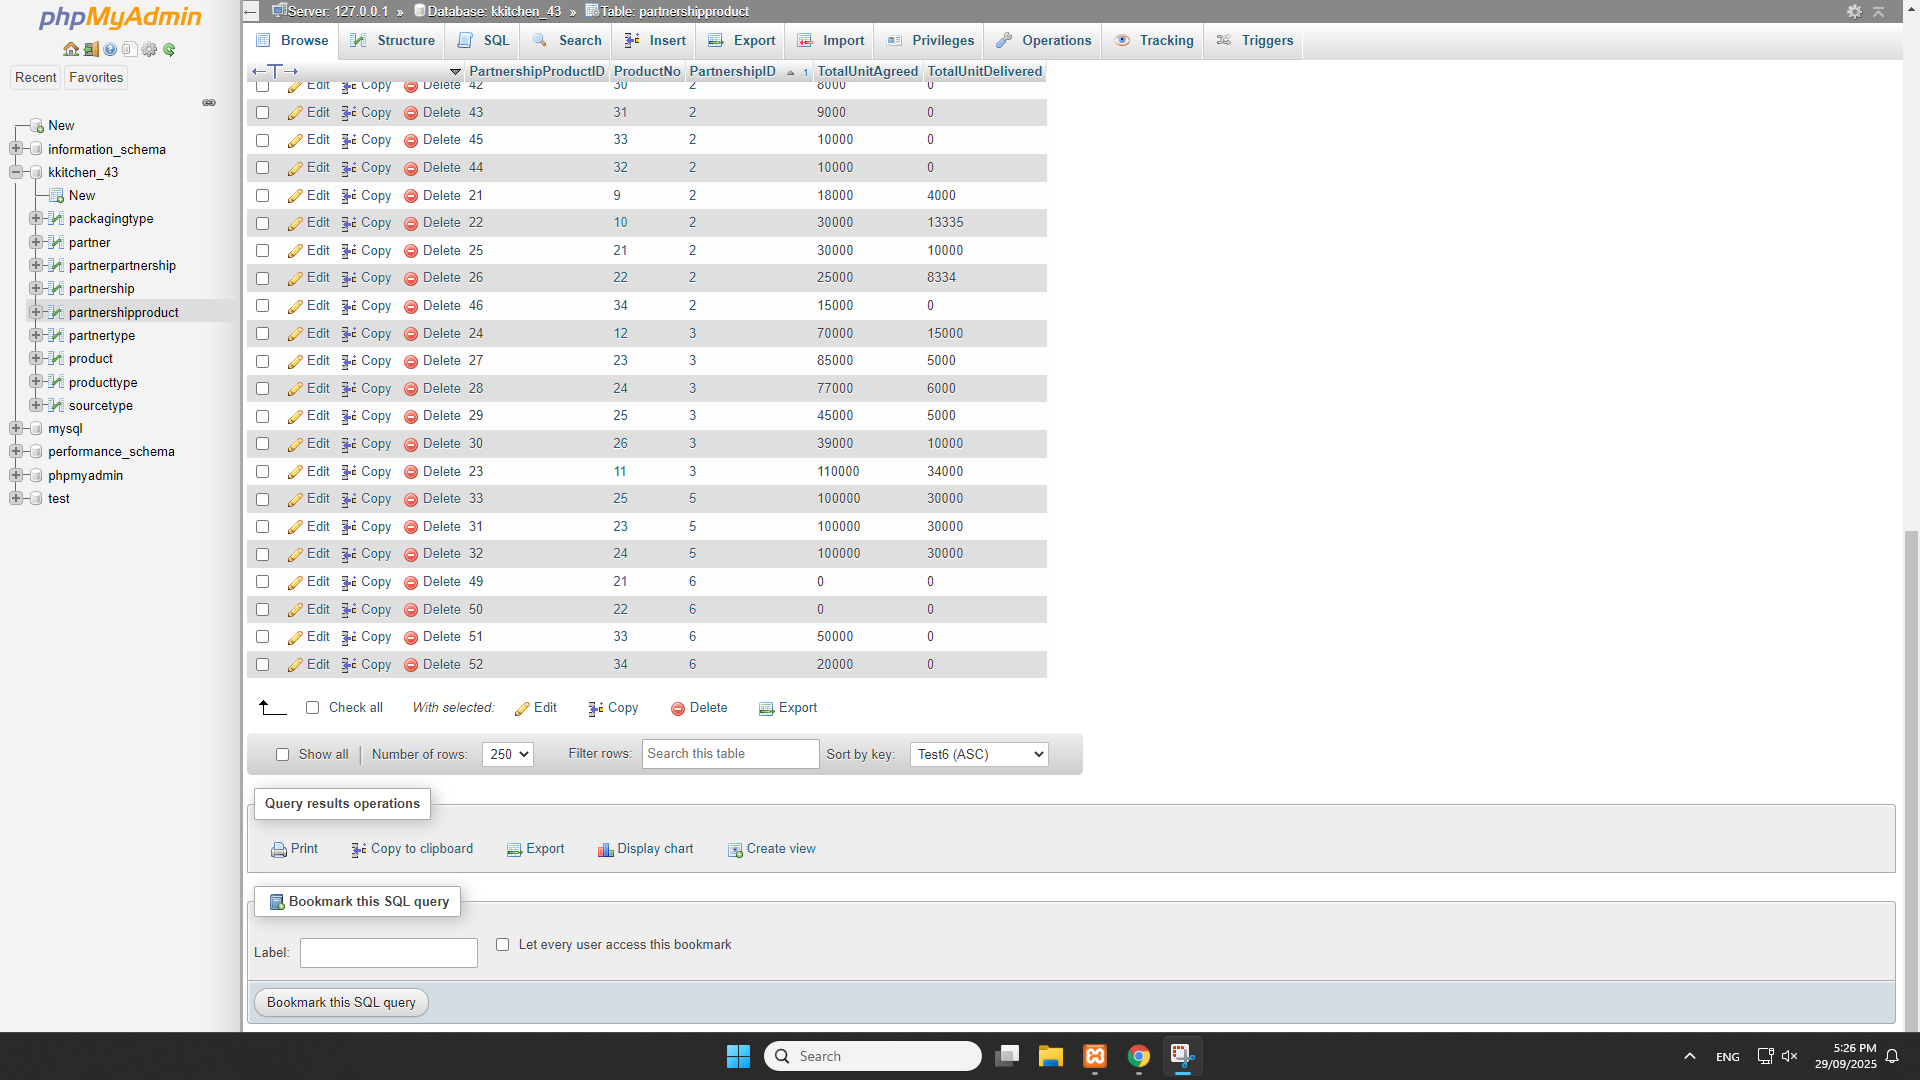 phpMyAdmin
Recent Favorites
New
information_schema
kkitchen_43
New
packagingtype
partner
partnerpartnership
partnership
partnershipproduct
partnertype
product
producttype
sourcetype
mysql
performance_schema
phpmyadmin
test
Server: 127.0.0.1 » Database: kkitchen_43 » Table: partnershipproduct
Browse Structure SQL Search Insert Export Import Privileges Operations Tracking Triggers
←T→ PartnershipProductID ProductNo PartnershipID 1 TotalUnitAgreed TotalUnitDelivered
Edit Copy Delete 42 30 2 8000 0
Edit Copy Delete 43 31 2 9000 0
Edit Copy Delete 45 33 2 10000 0
Edit Copy Delete 44 32 2 10000 0
Edit Copy Delete 21 9 2 18000 4000
Edit Copy Delete 22 10 2 30000 13335
Edit Copy Delete 25 21 2 30000 10000
Edit Copy Delete 26 22 2 25000 8334
Edit Copy Delete 46 34 2 15000 0
Edit Copy Delete 24 12 3 70000 15000
Edit Copy Delete 27 23 3 85000 5000
Edit Copy Delete 28 24 3 77000 6000
Edit Copy Delete 29 25 3 45000 5000
Edit Copy Delete 30 26 3 39000 10000
Edit Copy Delete 23 11 3 110000 34000
Edit Copy Delete 33 25 5 100000 30000
Edit Copy Delete 31 23 5 100000 30000
Edit Copy Delete 32 24 5 100000 30000
Edit Copy Delete 49 21 6 0 0
Edit Copy Delete 50 22 6 0 0
Edit Copy Delete 51 33 6 50000 0
Edit Copy Delete 52 34 6 20000 0
Check all With selected: Edit Copy Delete Export
Show all Number of rows: 250 Filter rows: Search this table Sort by key: Test6 (ASC)
Query results operations
Print Copy to clipboard Export Display chart Create view
Bookmark this SQL query
Label: Let every user access this bookmark
Bookmark this SQL query
Search
ENG
5:26 PM
29/09/2025